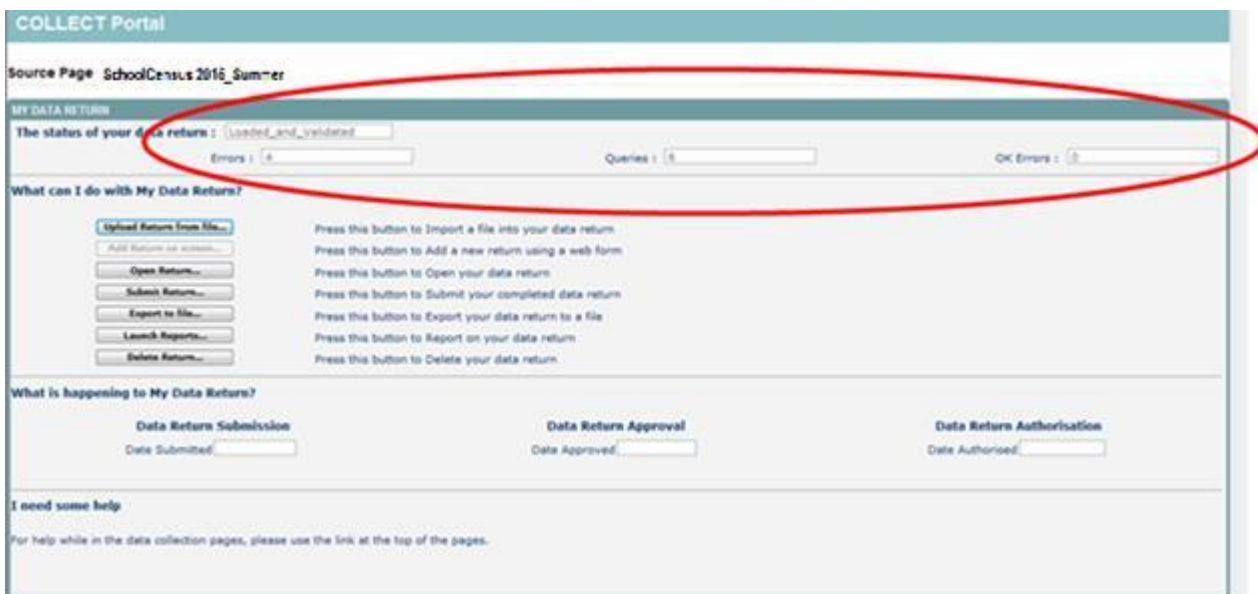 COLLECT Portal
Source Page SchoolCensus 2016_Summer
MY DATA RETURN
The status of your data return : Loaded_and_Validated
Errors : 4 Queries : OK Errors : 0
What can I do with My Data Return?
Upload Return from file... Press this button to Import a file into your data return
Add Return on screen... Press this button to Add a new return using a web form
Open Return... Press this button to Open your data return
Submit Return... Press this button to Submit your completed data return
Export to file... Press this button to Export your data return to a file
Launch Reports... Press this button to Report on your data return
Delete Return... Press this button to Delete your data return
What is happening to My Data Return?
Data Return Submission Data Return Approval Data Return Authorisation
Date Submitted Date Approved Date Authorised
I need some help
For help while in the data collection pages, please use the link at the top of the pages.